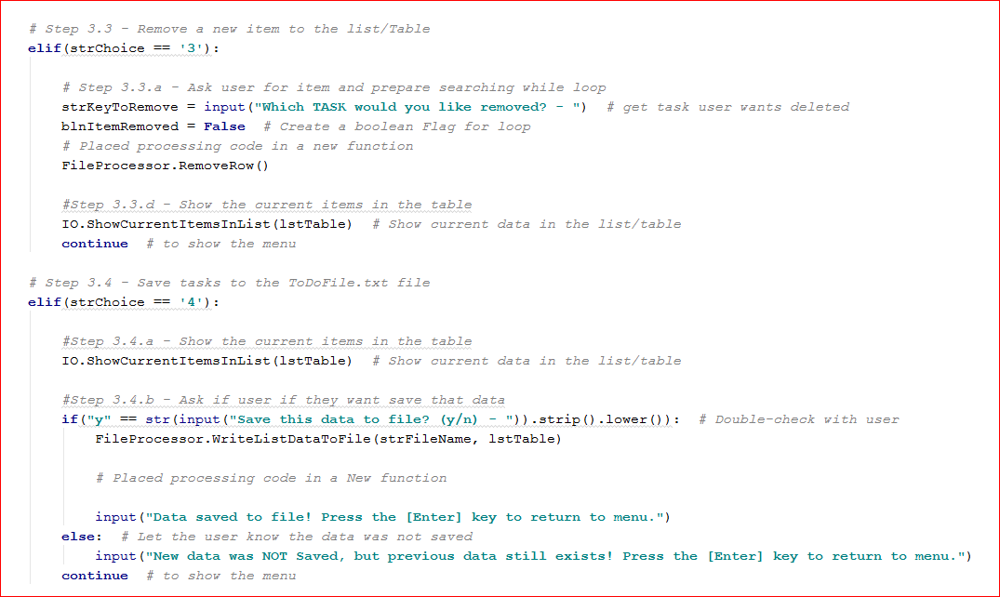 # Step 3.3 - Remove a new item to the list/Table
elif(strChoice == '3'):
# Step 3.3.a - Ask user for item and prepare searching while loop
strKeyToRemove = input("Which TASK would you like removed? - ")  # get task user wants deleted
blnItemRemoved = False  # Create a boolean Flag for loop
# Placed processing code in a new function
FileProcessor.RemoveRow()
#Step 3.3.d - Show the current items in the table
IO.ShowCurrentItemsInList(lstTable)  # Show current data in the list/table
continue  # to show the menu
# Step 3.4 - Save tasks to the ToDoFile.txt file
elif(strChoice == '4'):
#Step 3.4.a - Show the current items in the table
IO.ShowCurrentItemsInList(lstTable)  # Show current data in the list/table
#Step 3.4.b - Ask if user if they want save that data
if("y" == str(input("Save this data to file? (y/n) - ")).strip().lower()):  # Double-check with user
FileProcessor.WriteListDataToFile(strFileName, lstTable)
# Placed processing code in a New function
input("Data saved to file! Press the [Enter] key to return to menu.")
else:  # Let the user know the data was not saved
input("New data was NOT Saved, but previous data still exists! Press the [Enter] key to return to menu.")
continue  # to show the menu